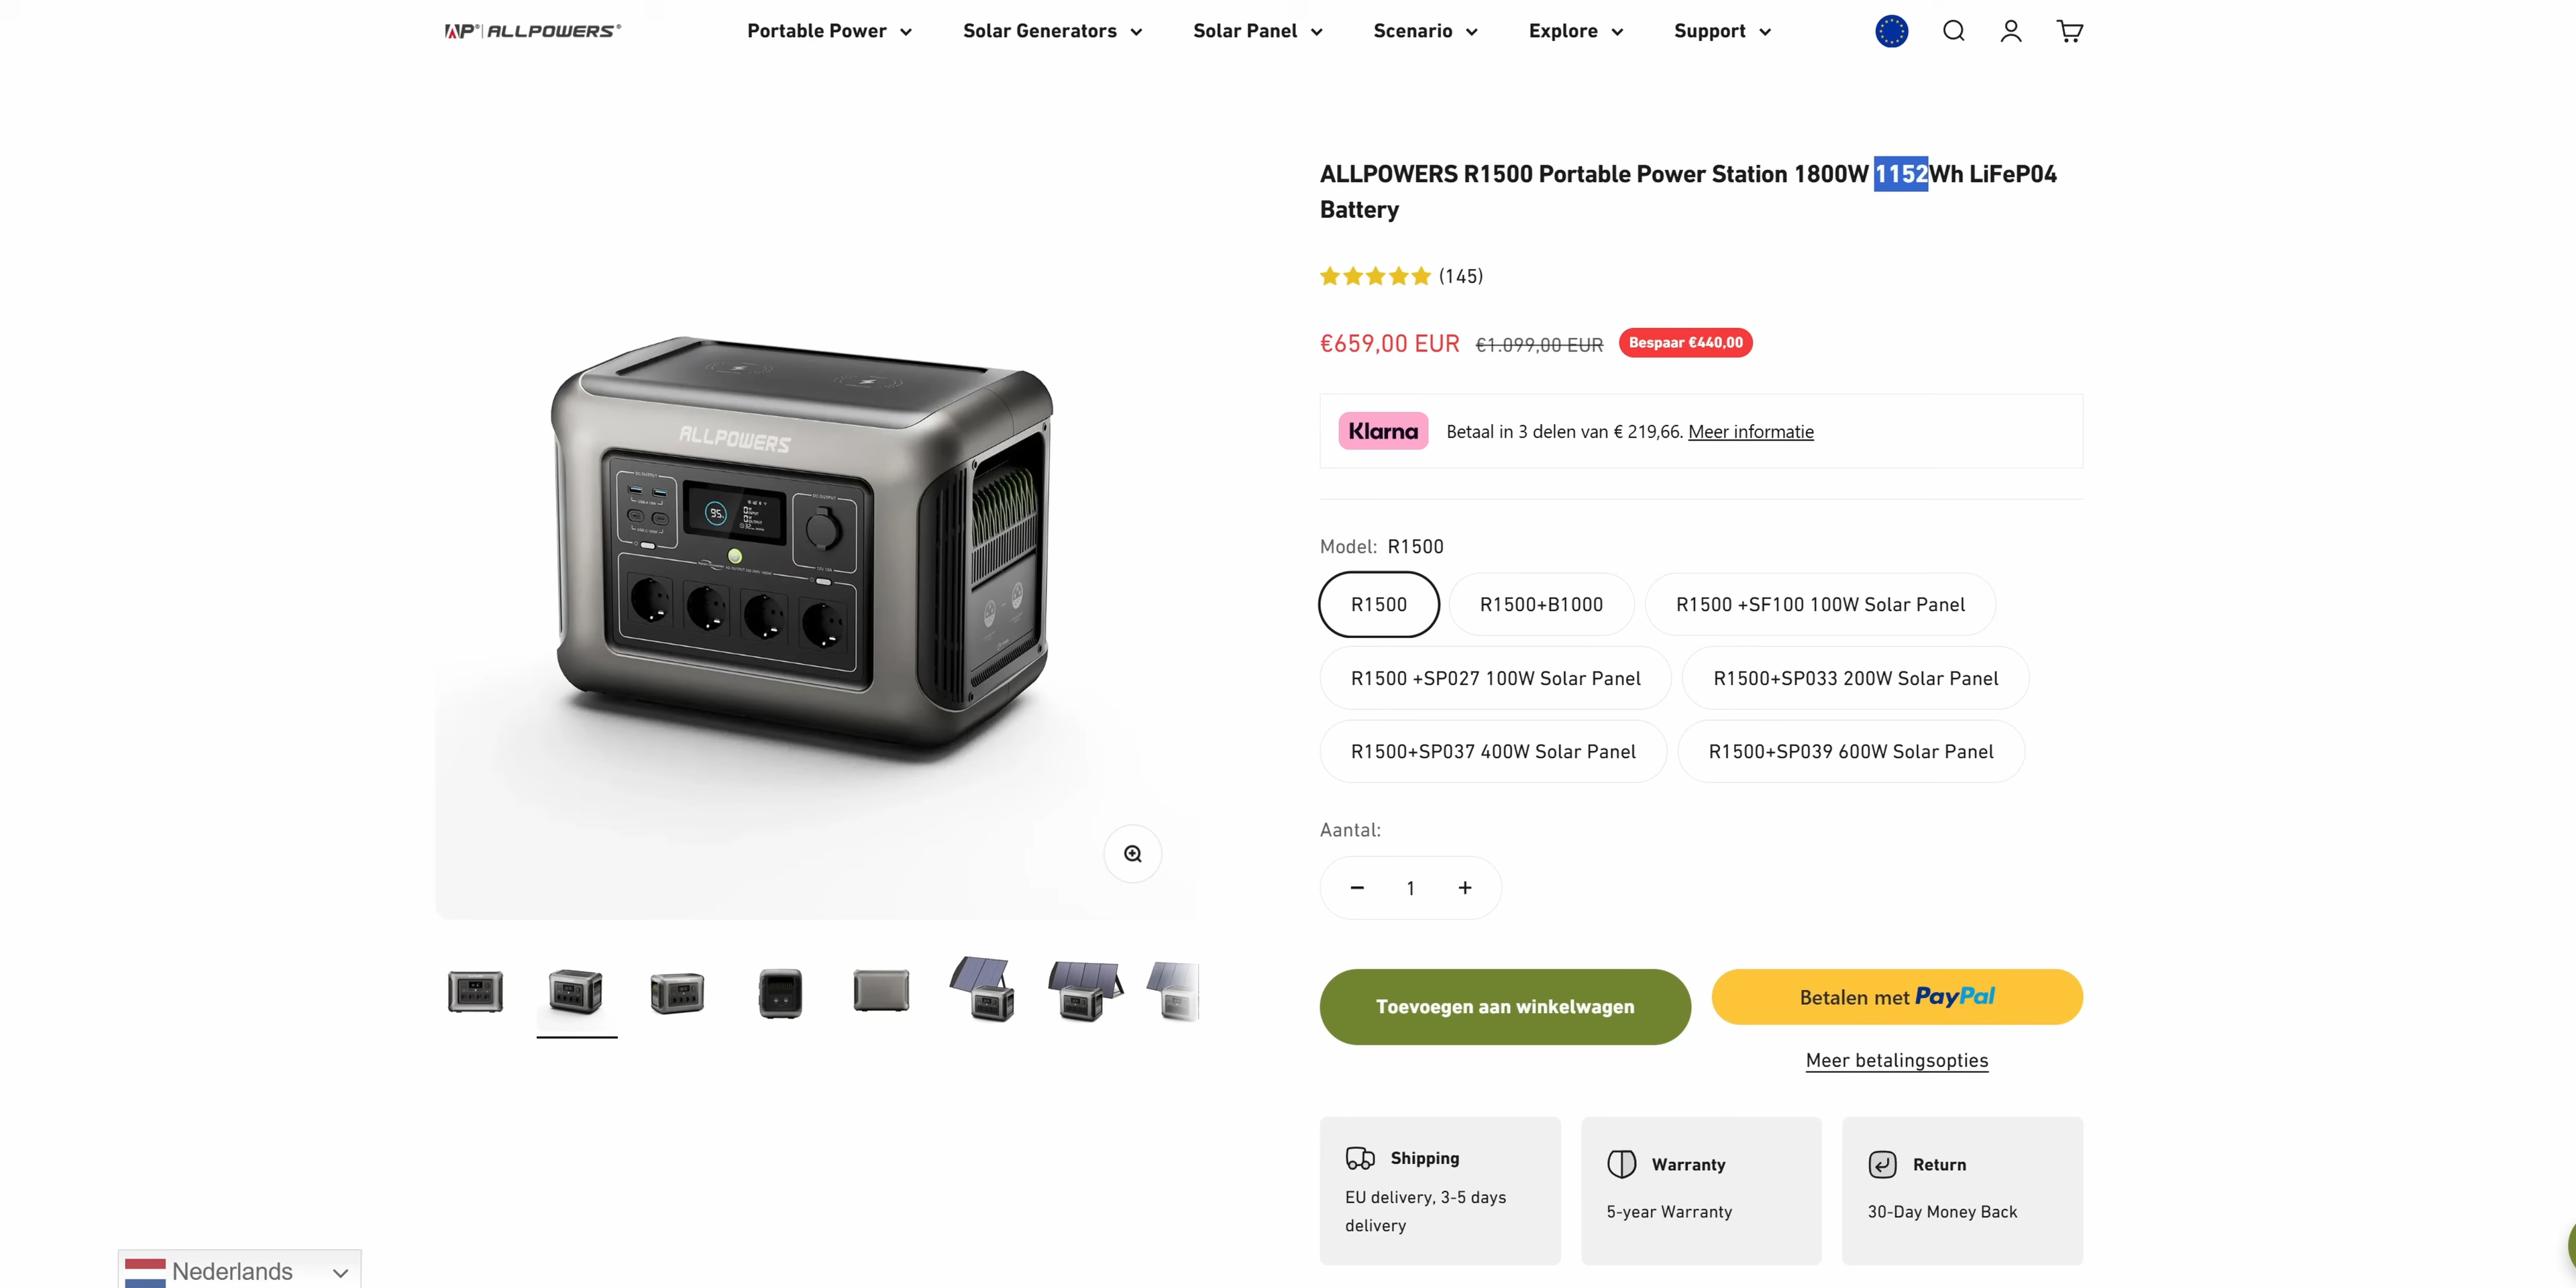 ALLPOWERS®
Portable Power
Solar Generators
Solar Panel
Scenario
Explore
Support
ALLPOWERS R1500 Portable Power Station 1800W 1152Wh LiFeP04
Battery
(145)
€659,00 EUR €1.099,00 EUR Bespaar €440,00
Klarna Betaal in 3 delen van € 219,66. Meer informatie
ALLPOWERS
95%
Model: R1500
R1500
R1500+B1000
R1500 +SF100 100W Solar Panel
R1500 +SP027 100W Solar Panel
R1500+SP033 200W Solar Panel
R1500+SP037 400W Solar Panel
R1500+SP039 600W Solar Panel
Aantal:
1
Toevoegen aan winkelwagen
Betalen met PayPal
Meer betalingsopties
Shipping
EU delivery, 3-5 days
delivery
Warranty
5-year Warranty
Return
30-Day Money Back
Nederlands